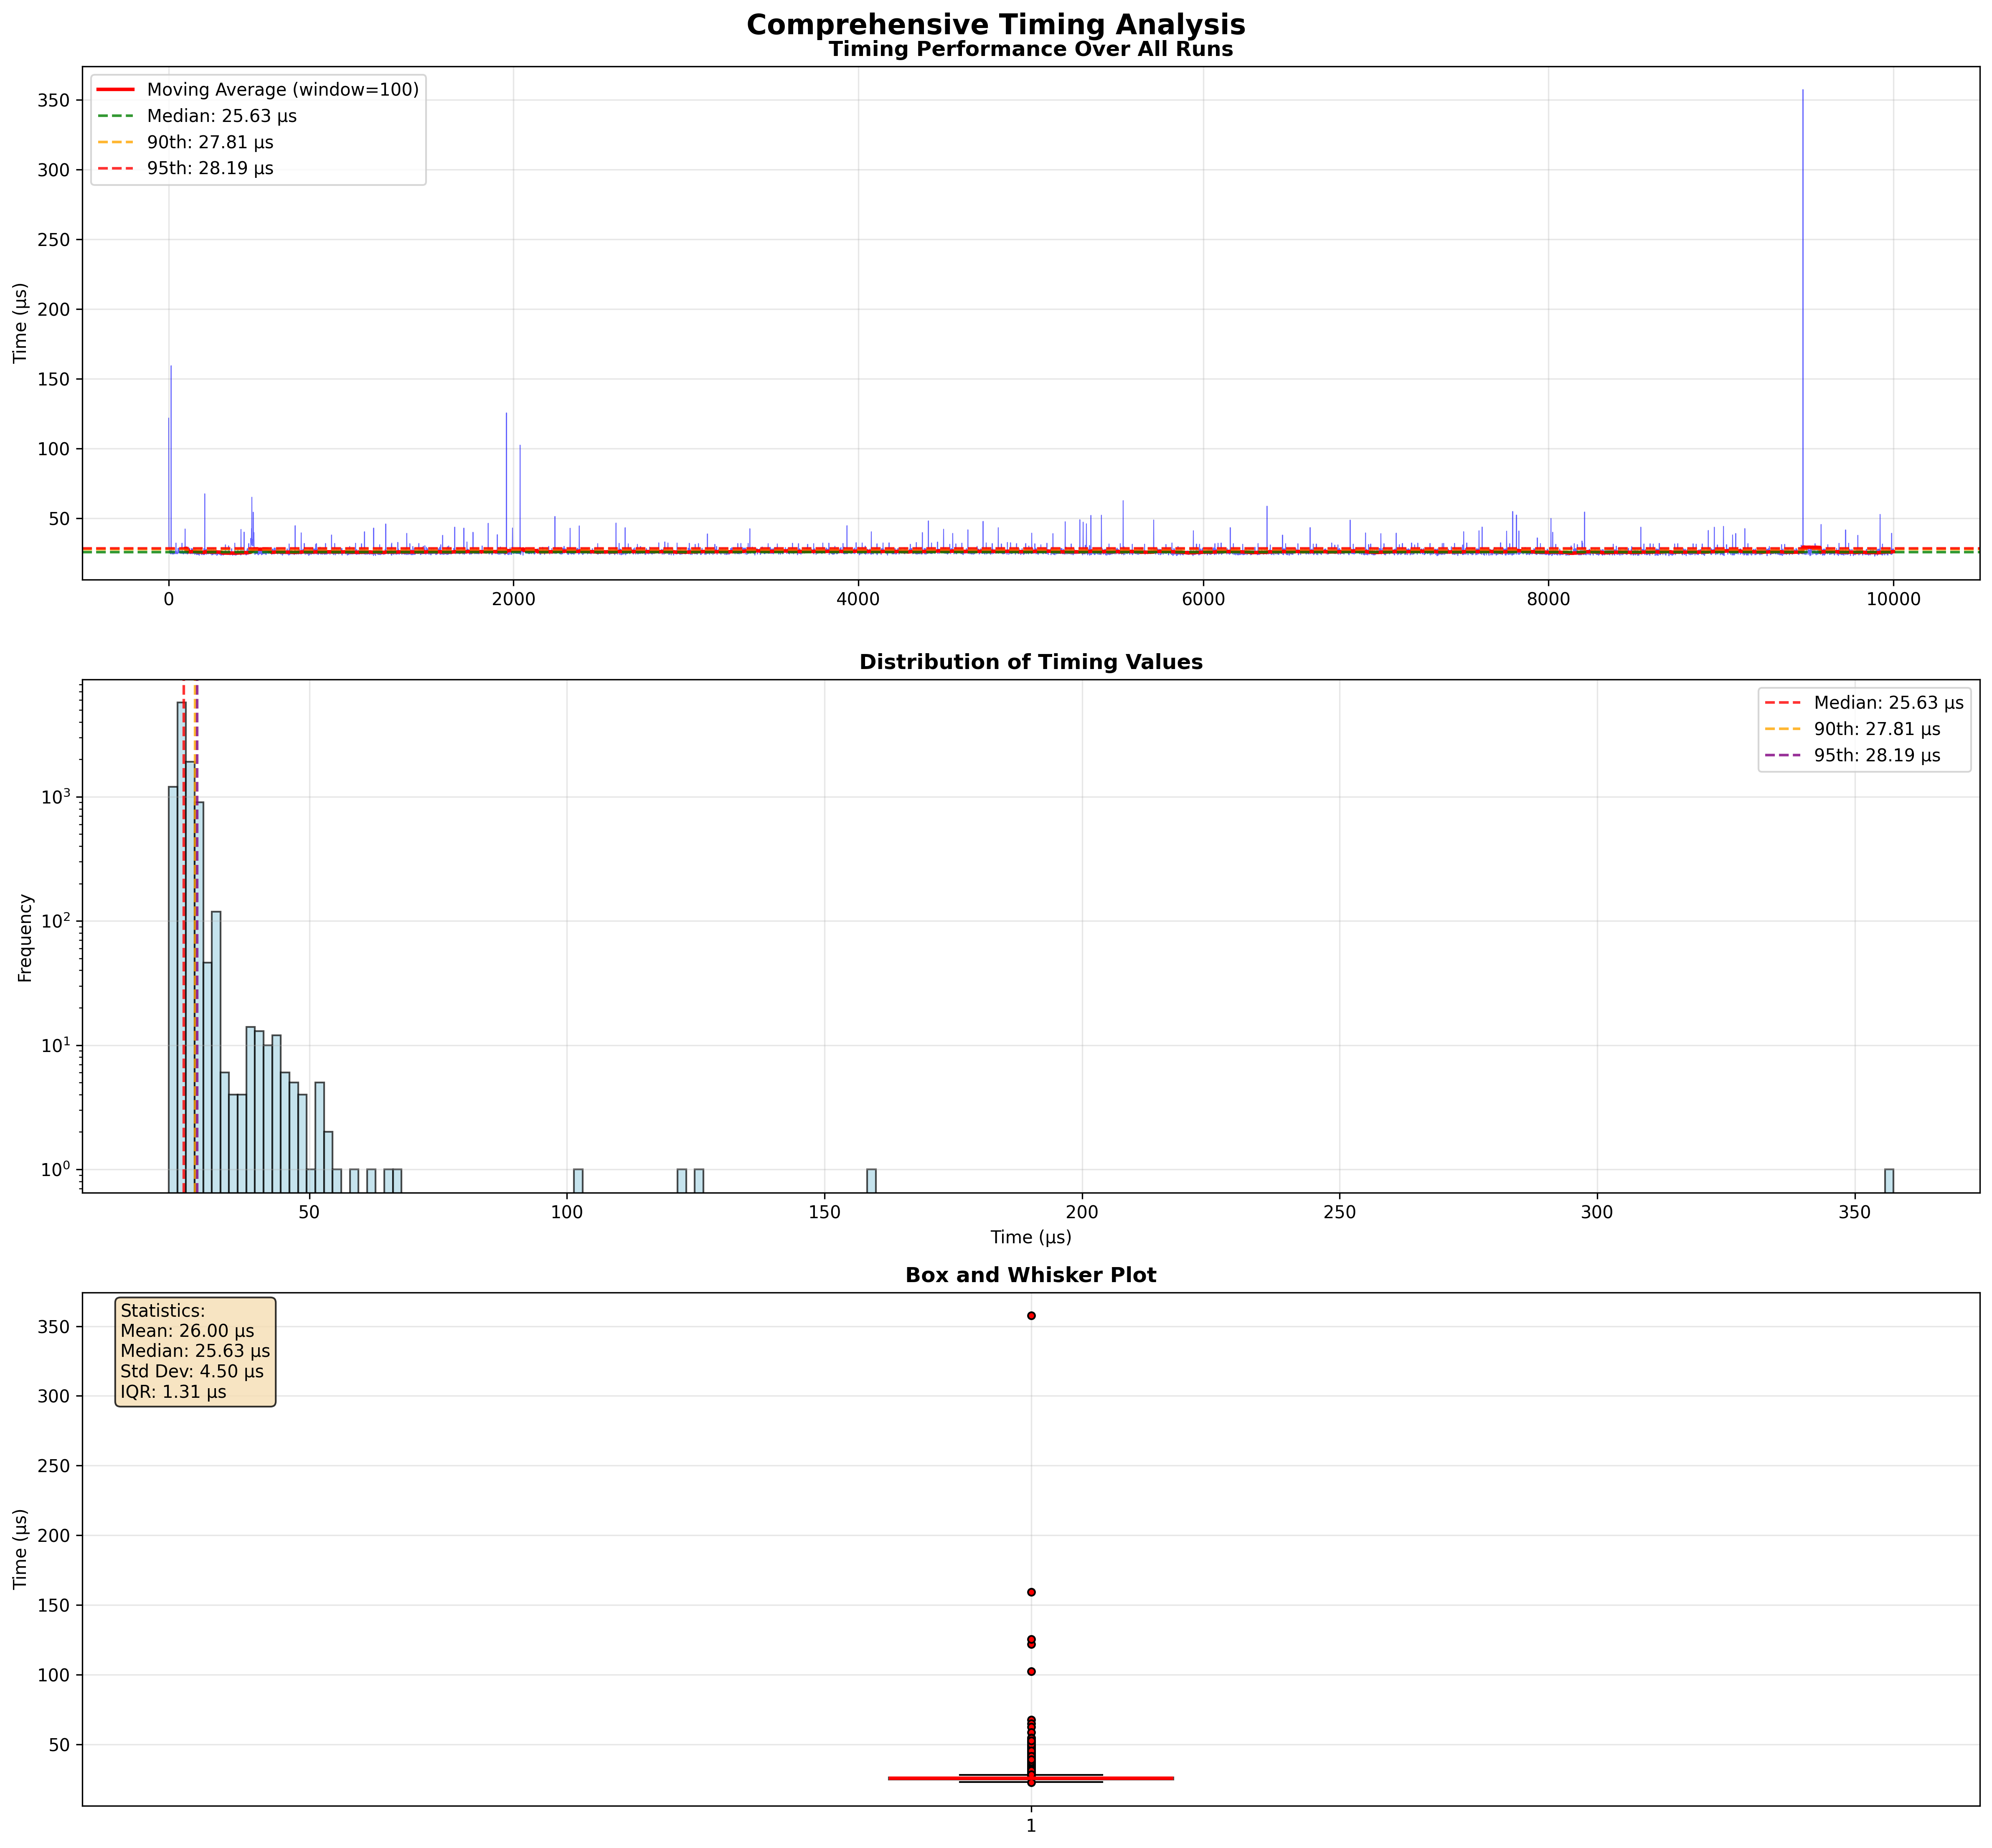 Comprehensive Timing Analysis
Timing Performance Over All Runs
Moving Average (window=100)
Median: 25.63 µs
90th: 27.81 µs
95th: 28.19 µs
Time (µs)
350
300
250
200
150
100
50
0
2000
4000
6000
8000
10000
Distribution of Timing Values
Median: 25.63 µs
90th: 27.81 µs
95th: 28.19 µs
Frequency
10³
10²
10¹
10⁰
50
100
150
200
250
300
350
Time (µs)
Box and Whisker Plot
Statistics:
Mean: 26.00 µs
Median: 25.63 µs
Std Dev: 4.50 µs
IQR: 1.31 µs
Time (µs)
350
300
250
200
150
100
50
1